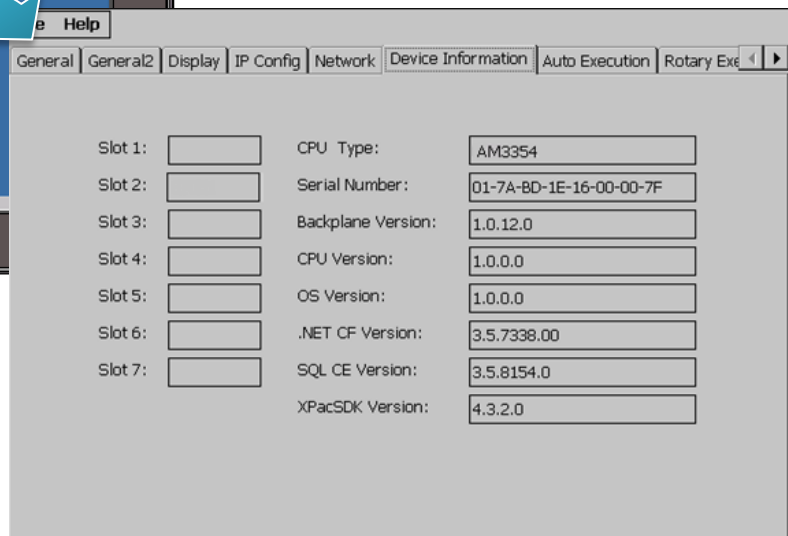 e Help
General General2 Display IP Config Network Device Information Auto Execution Rotary Exe
Slot 1: CPU Type: AM3354
Slot 2: Serial Number: 01-7A-BD-1E-16-00-00-7F
Slot 3: Backplane Version: 1.0.12.0
Slot 4: CPU Version: 1.0.0.0
Slot 5: OS Version: 1.0.0.0
Slot 6: .NET CF Version: 3.5.7338.00
Slot 7: SQL CE Version: 3.5.8154.0
XPacSDK Version: 4.3.2.0